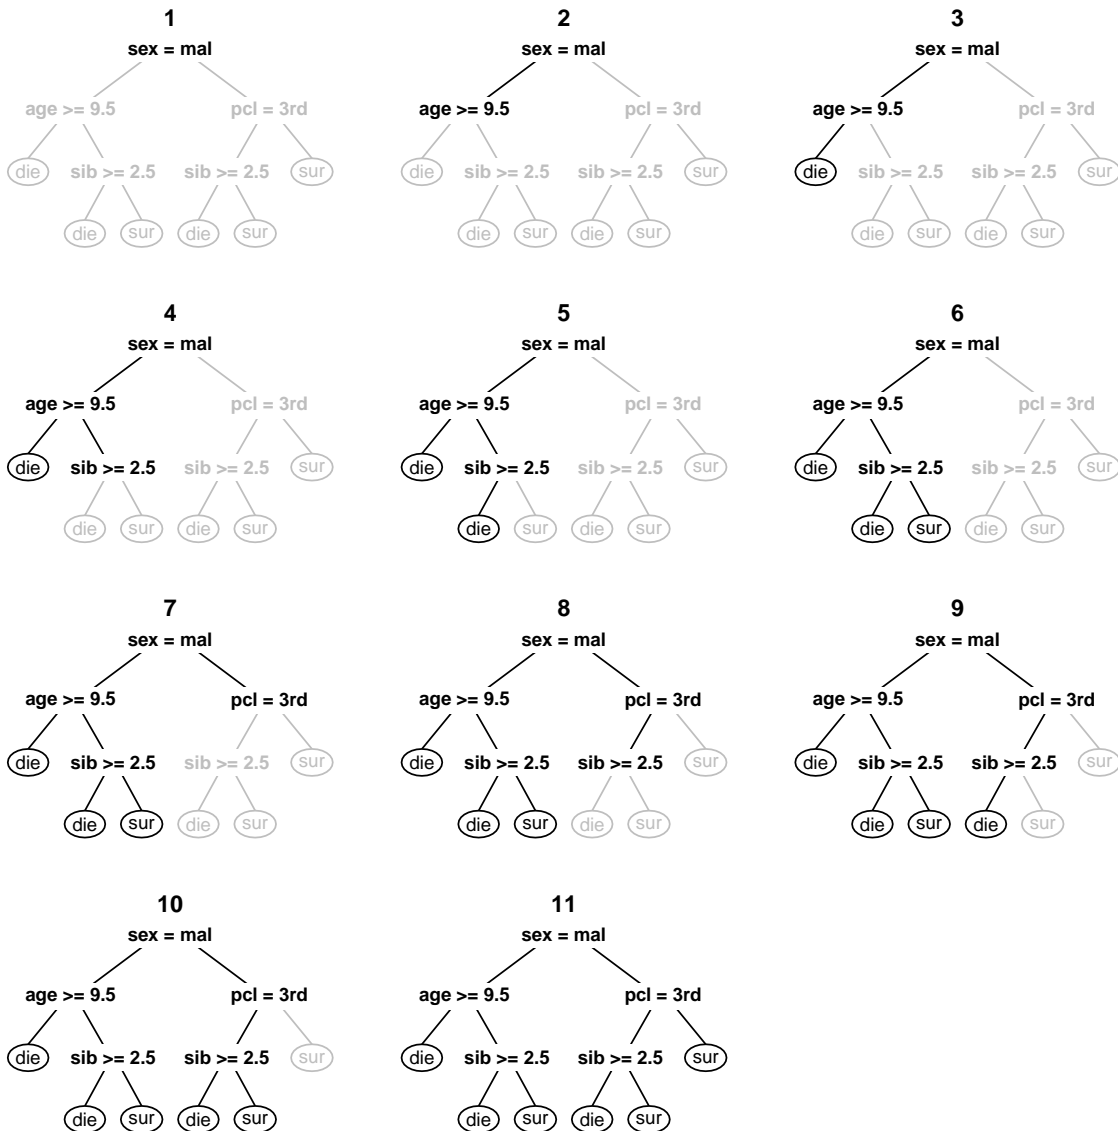 1 2 3
sex = mal sex = mal sex = mal
age >= 9.5 pcl = 3rd age >= 9.5 pcl = 3rd age >= 9.5 pcl = 3rd
die sib >= 2.5 sib >= 2.5 sur die sib >= 2.5 sib >= 2.5 sur die sib >= 2.5 sib >= 2.5 sur
die sur die sur die sur die sur die sur die sur
4 5 6
sex = mal sex = mal sex = mal
age >= 9.5 pcl = 3rd age >= 9.5 pcl = 3rd age >= 9.5 pcl = 3rd
die sib >= 2.5 sib >= 2.5 sur die sib >= 2.5 sib >= 2.5 sur die sib >= 2.5 sib >= 2.5 sur
die sur die sur die sur die sur die sur die sur
7 8 9
sex = mal sex = mal sex = mal
age >= 9.5 pcl = 3rd age >= 9.5 pcl = 3rd age >= 9.5 pcl = 3rd
die sib >= 2.5 sib >= 2.5 sur die sib >= 2.5 sib >= 2.5 sur die sib >= 2.5 sib >= 2.5 sur
die sur die sur die sur die sur die sur die sur
10 11
sex = mal sex = mal
age >= 9.5 pcl = 3rd age >= 9.5 pcl = 3rd
die sib >= 2.5 sib >= 2.5 sur die sib >= 2.5 sib >= 2.5 sur
die sur die sur die sur die sur